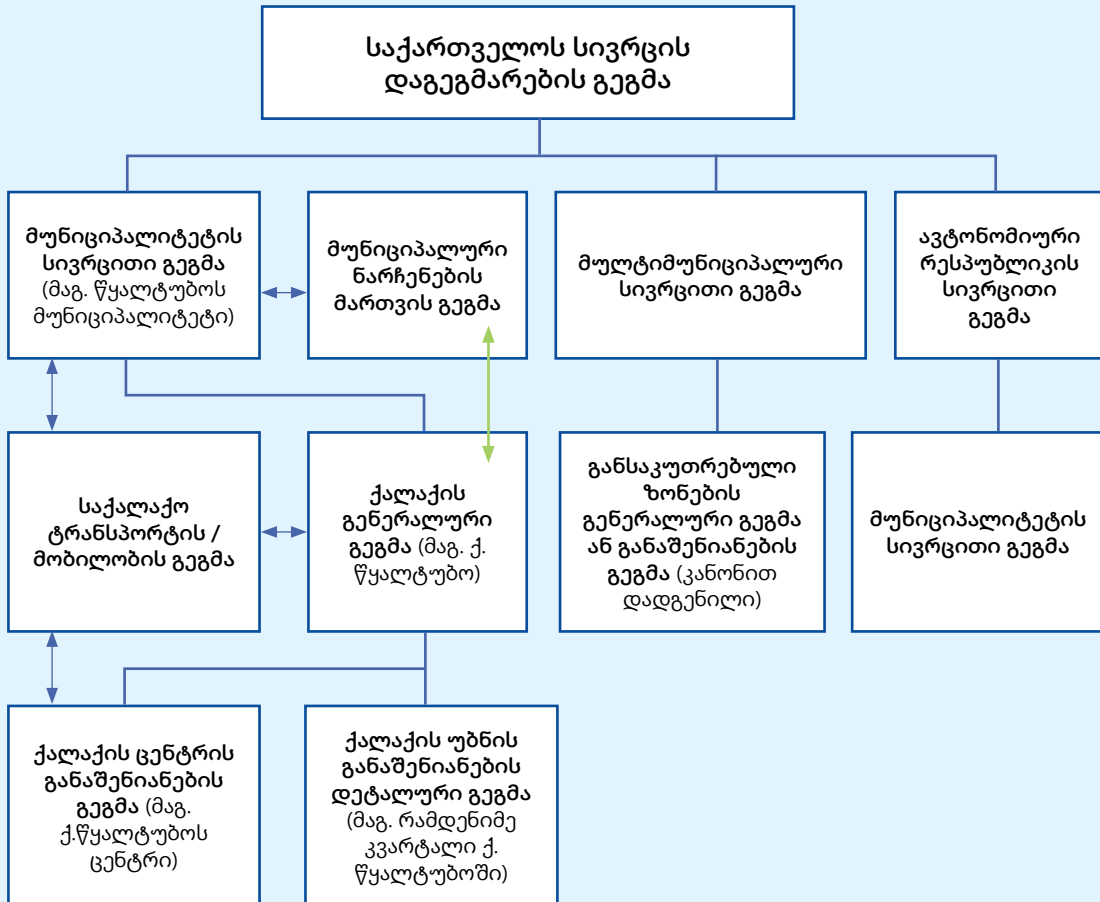 საქართველოს სივრცის
დაგეგმარების გეგმა
მუნიციპალიტეტის
სივრცითი გეგმა
(მაგ. წყალტუბოს
მუნიციპალიტეტი)
მუნიციპალური
ნარჩენების
მართვის გეგმა
მულტიმუნიციპალური
სივრცითი გეგმა
ავტონომიური
რესპუბლიკის
სივრცითი
გეგმა
საქალაქო
ტრანსპორტის /
მობილობის გეგმა
ქალაქის
გენერალური
გეგმა (მაგ. ქ.
წყალტუბო)
განსაკუთრებული
ზონების
გენერალური გეგმა
ან განაშენიანების
გეგმა (კანონით
დადგენილი)
მუნიციპალიტეტის
სივრცითი გეგმა
ქალაქის ცენტრის
განაშენიანების
გეგმა (მაგ.
ქ.წყალტუბოს
ცენტრი)
ქალაქის უბნის
განაშენიანების
დეტალური გეგმა
(მაგ. რამდენიმე
კვარტალი ქ.
წყალტუბოში)